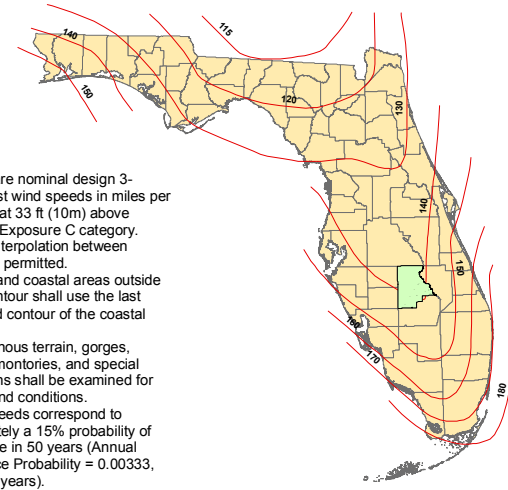 115
140
150
120
130
140
150
160
170
180
are nominal design 3-
st wind speeds in miles per
at 33 ft (10m) above
Exposure C category.
terpolation between
permitted.
and coastal areas outside
ntour shall use the last
d contour of the coastal
nous terrain, gorges,
montories, and special
ns shall be examined for
nd conditions.
eeds correspond to
tely a 15% probability of
e in 50 years (Annual
ce Probability = 0.00333,
years).